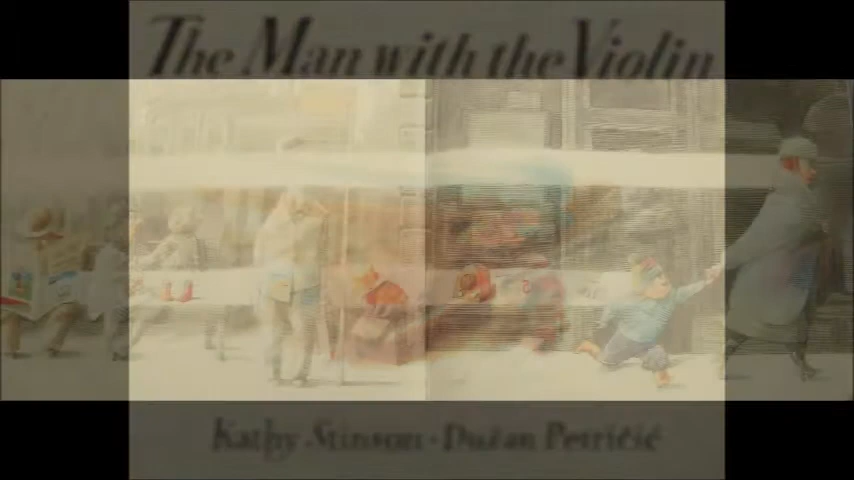 The Man with the Violin
Kathy Stinson • Dušan Petričić